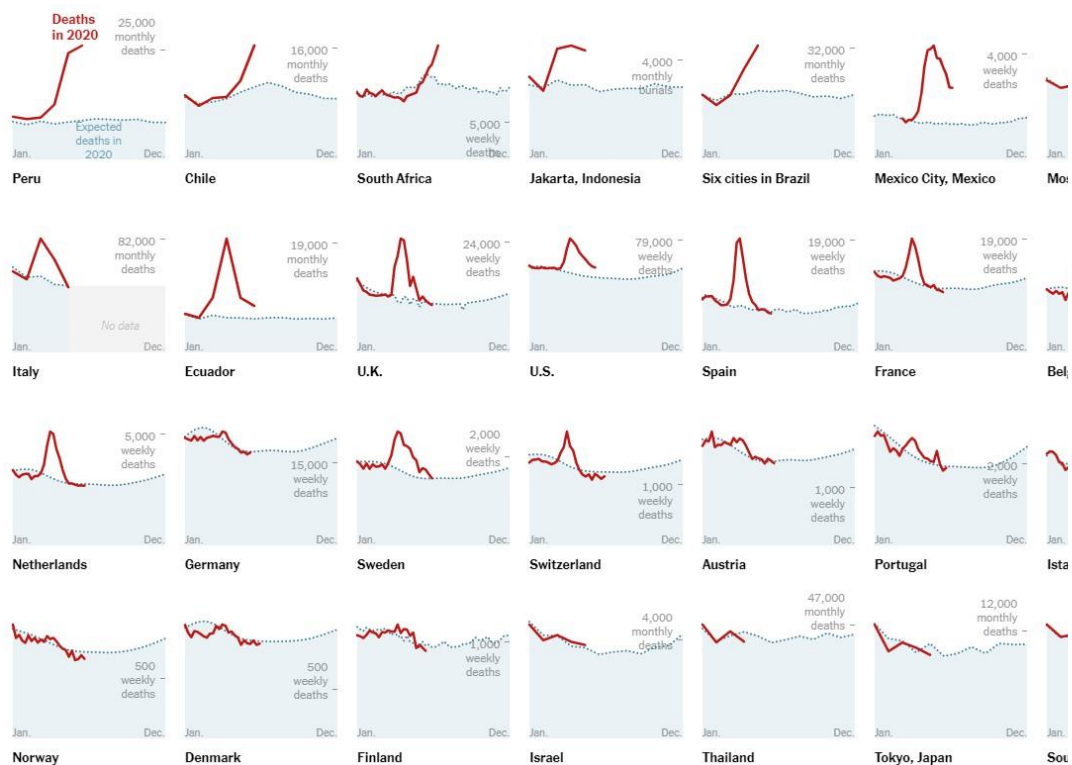 Deaths
in 2020
25,000
monthly
deaths
Expected
deaths in
2020
Jan.
Dec.
Peru
16,000
monthly
deaths
Jan.
Dec.
Chile
5,000
weekly
deaths
Jan.
Dec.
South Africa
4,000
monthly
burials
Jan.
Dec.
Jakarta, Indonesia
32,000
monthly
deaths
Jan.
Dec.
Six cities in Brazil
4,000
weekly
deaths
Jan.
Dec.
Mexico City, Mexico
Mos
82,000
monthly
deaths
No data
Jan.
Dec.
Italy
19,000
monthly
deaths
Jan.
Dec.
Ecuador
24,000
weekly
deaths
Jan.
Dec.
U.K.
79,000
weekly
deaths
Jan.
Dec.
U.S.
19,000
weekly
deaths
Jan.
Dec.
Spain
19,000
weekly
deaths
Jan.
Dec.
France
Belg
5,000
weekly
deaths
Jan.
Dec.
Netherlands
15,000
weekly
deaths
Jan.
Dec.
Germany
2,000
weekly
deaths
Jan.
Dec.
Sweden
1,000
weekly
deaths
Jan.
Dec.
Switzerland
1,000
weekly
deaths
Jan.
Dec.
Austria
2,000
weekly
deaths
Jan.
Dec.
Portugal
Ista
500
weekly
deaths
Jan.
Dec.
Norway
500
weekly
deaths
Jan.
Dec.
Denmark
1,000
weekly
deaths
Jan.
Dec.
Finland
4,000
monthly
deaths
Jan.
Dec.
Israel
47,000
monthly
deaths
Jan.
Dec.
Thailand
12,000
monthly
deaths
Jan.
Dec.
Tokyo, Japan
Sou